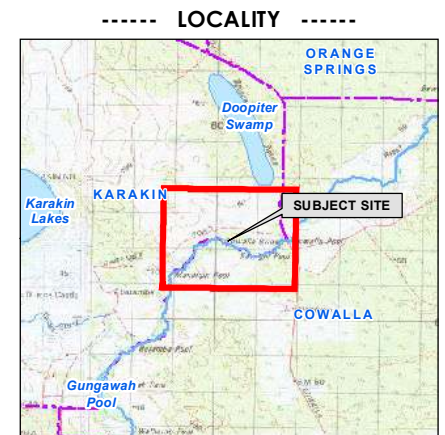 ------ LOCALITY ------
ORANGE
SPRINGS
Doopiter
Swamp
KARAKIN
Karakin
Lakes
SUBJECT SITE
COWALLA
Gungawah
Pool